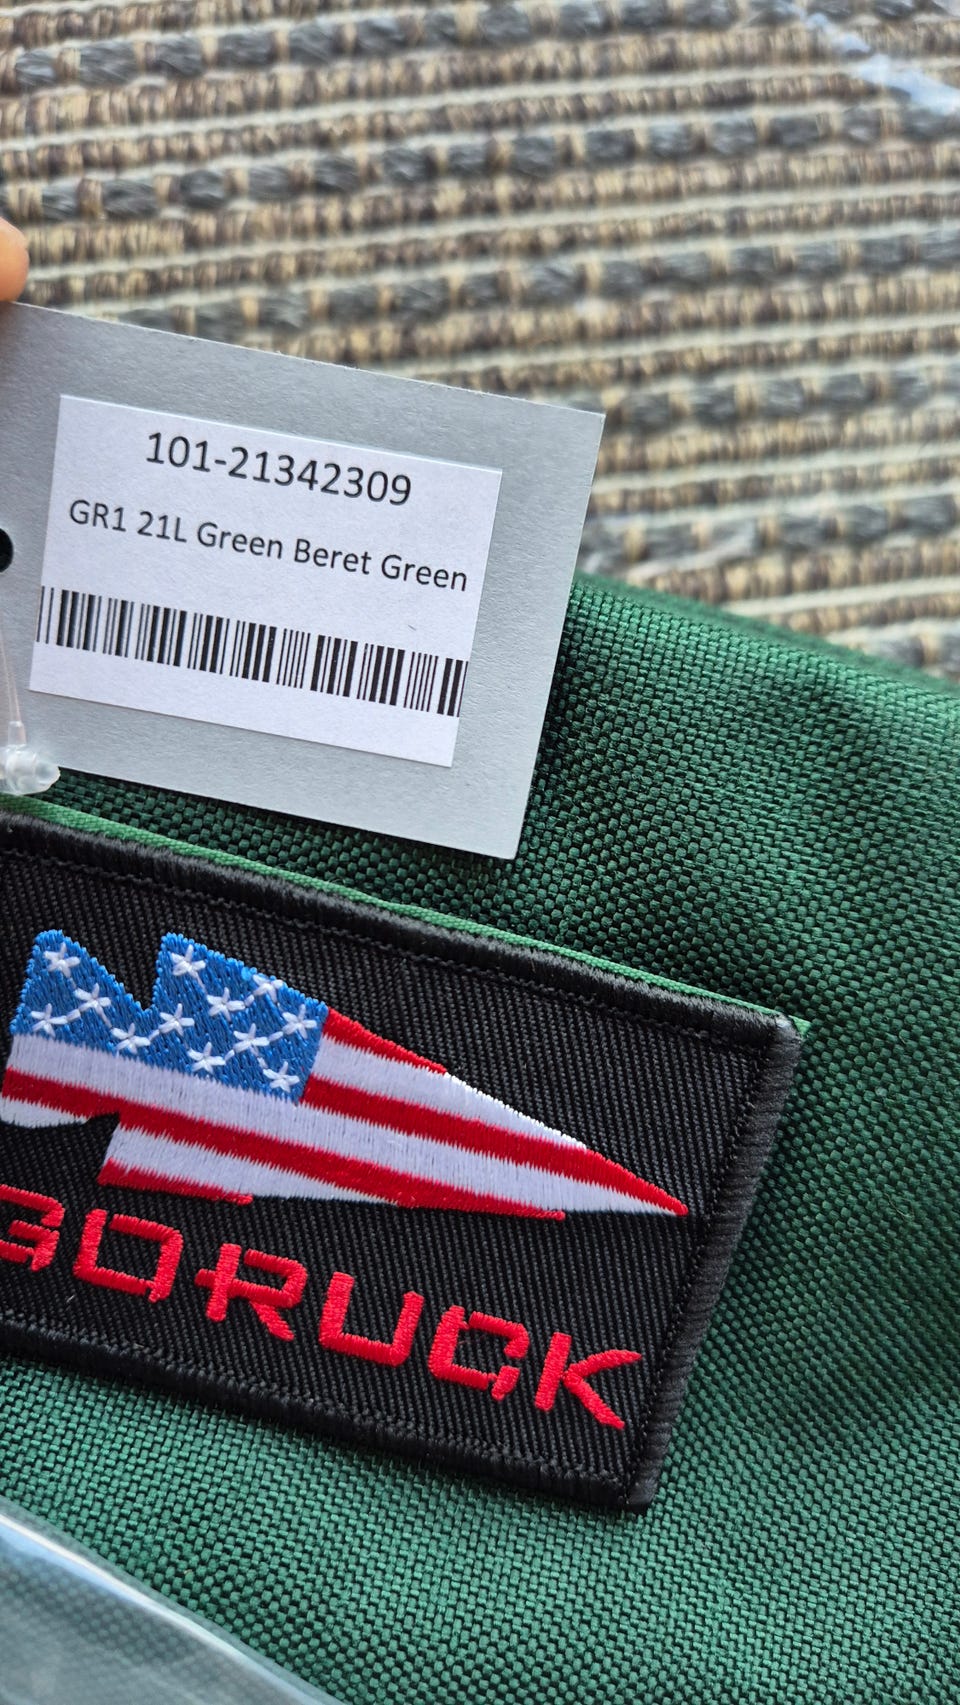 101-21342309
GR1 21L Green Beret Green
GORUCK